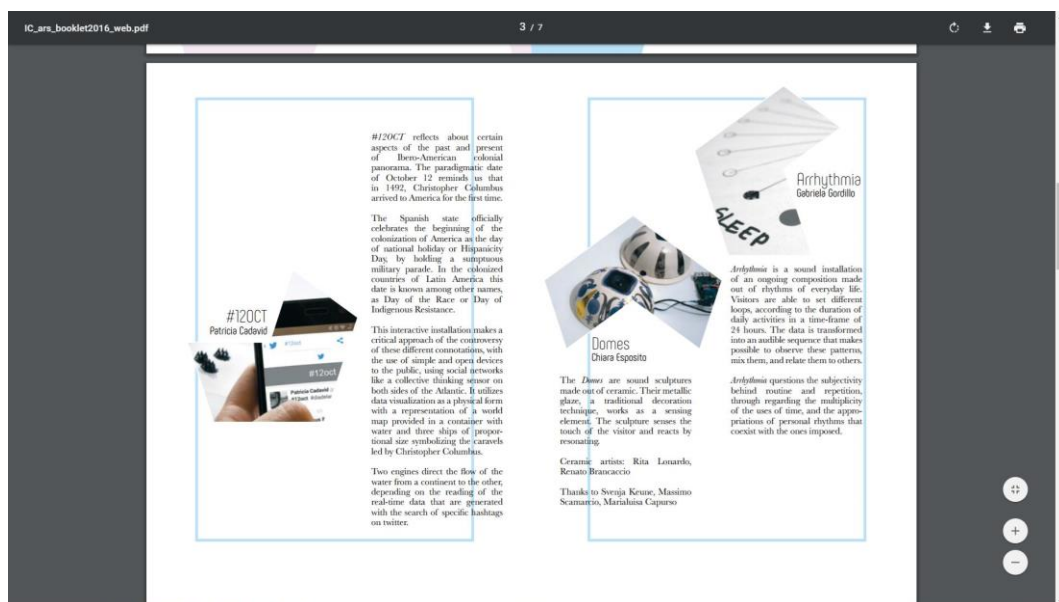 IC_ars_booklet2016_web.pdf
3 / 7
#12OCT
Patricia Cadavid
#12oct
#12oct
Patricia Cadavid
#12oct
#12OCT reflects about certain
aspects of the past and present
of Ibero-American colonial
panorama. The paradigmatic date
of October 12 reminds us that
in 1492, Christopher Columbus
arrived to America for the first time.
The Spanish state officially
celebrates the beginning of the
colonization of America as the day
of national holiday or Hispanicity
Day, by holding a sumptuous
military parade. In the colonized
countries of Latin America this
date is known among other names,
as Day of the Race or Day of
Indigenous Resistance.
This interactive installation makes a
critical approach of the controversy
of these different connotations, with
the use of simple and open devices
to the public, using social networks
like a collective thinking sensor on
both sides of the Atlantic. It utilizes
data visualization as a physical form
with a representation of a world
map provided in a container with
water and three ships of propor-
tional size symbolizing the caravels
led by Christopher Columbus.
Two engines direct the flow of the
water from a continent to the other,
depending on the reading of the
real-time data that are generated
with the search of specific hashtags
on twitter.
Domes
Chiara Esposito
The Domes are sound sculptures
made out of ceramic. Their metallic
glaze, a traditional decoration
technique, works as a sensing
element. The sculpture senses the
touch of the visitor and reacts by
resonating.
Ceramic artists: Rita Lonardo,
Renato Brancaccio
Thanks to Svenja Keune, Massimo
Scamarcio, Marialuisa Capurso
SLEEP
Arrhythmia
Gabriela Gordillo
Arrhythmia is a sound installation
of an ongoing composition made
out of rhythms of everyday life.
Visitors are able to set different
loops, according to the duration of
daily activities in a time-frame of
24 hours. The data is transformed
into an audible sequence that makes
possible to observe these patterns,
mix them, and relate them to others.
Arrhythmia questions the subjectivity
behind routine and repetition,
through regarding the multiplicity
of the uses of time, and the appro-
priations of personal rhythms that
coexist with the ones imposed.